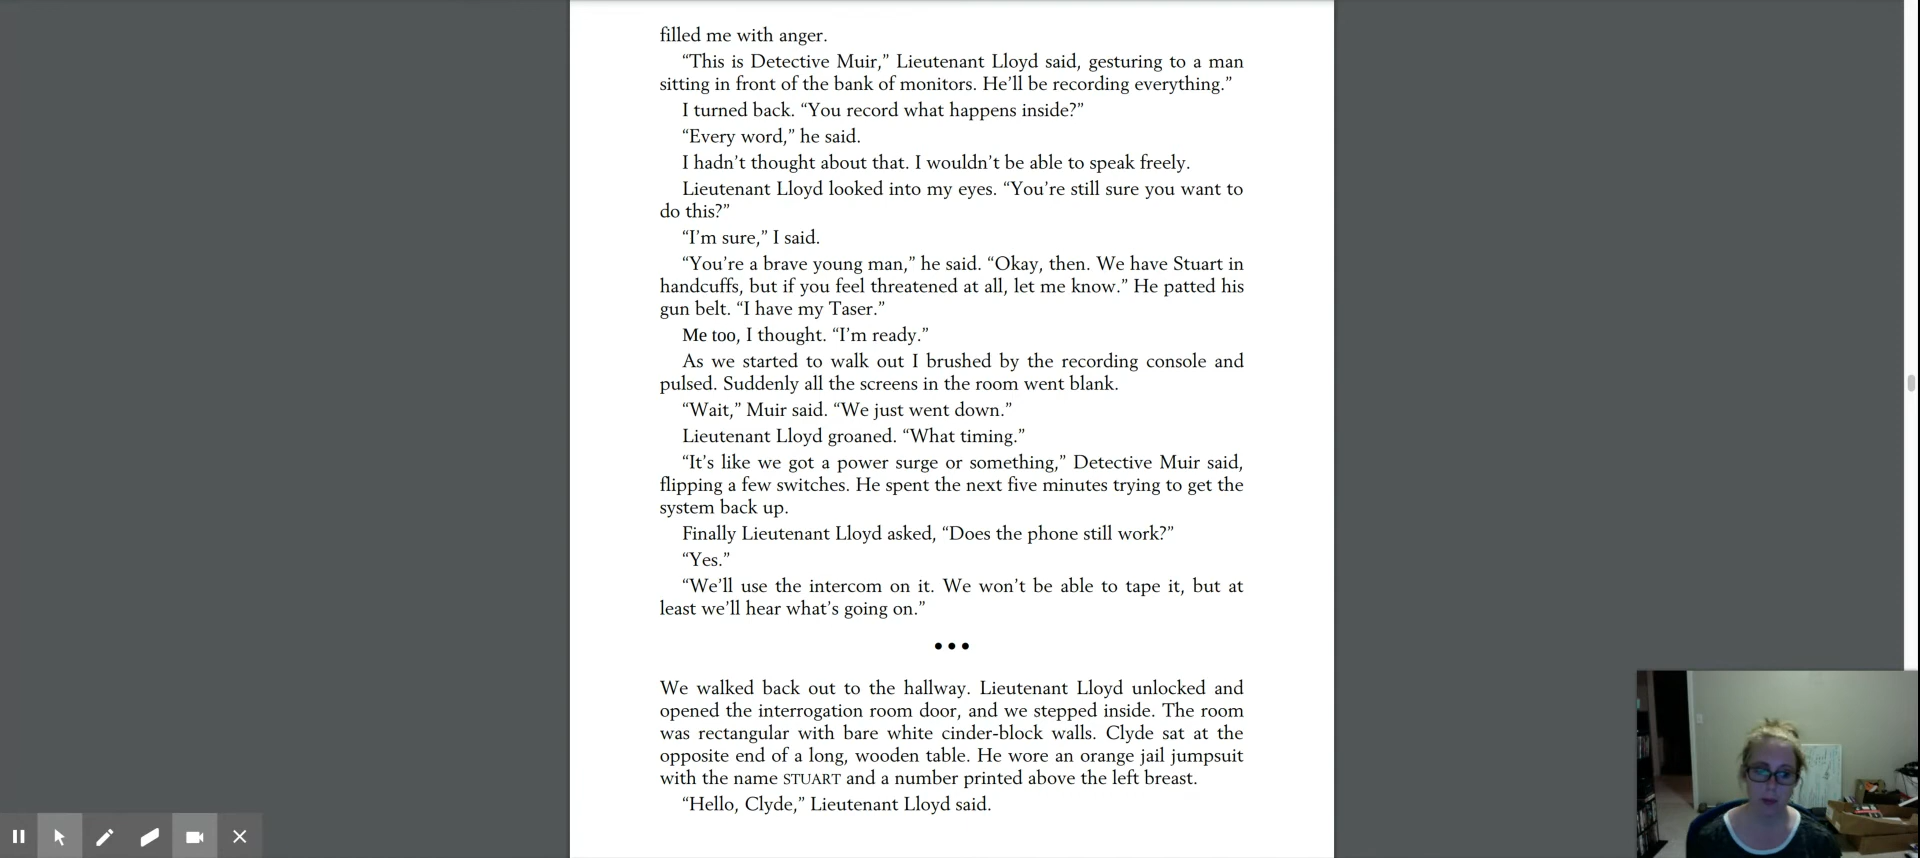 filled me with anger.
“This is Detective Muir,” Lieutenant Lloyd said, gesturing to a man
sitting in front of the bank of monitors. He’ll be recording everything.”
I turned back. “You record what happens inside?”
“Every word,” he said.
I hadn’t thought about that. I wouldn’t be able to speak freely.
Lieutenant Lloyd looked into my eyes. “You’re still sure you want to
do this?”
“I’m sure,” I said.
“You’re a brave young man,” he said. “Okay, then. We have Stuart in
handcuffs, but if you feel threatened at all, let me know.” He patted his
gun belt. “I have my Taser.”
Me too, I thought. “I’m ready.”
As we started to walk out I brushed by the recording console and
pulsed. Suddenly all the screens in the room went blank.
“Wait,” Muir said. “We just went down.”
Lieutenant Lloyd groaned. “What timing.”
“It’s like we got a power surge or something,” Detective Muir said,
flipping a few switches. He spent the next five minutes trying to get the
system back up.
Finally Lieutenant Lloyd asked, “Does the phone still work?”
“Yes.”
“We’ll use the intercom on it. We won’t be able to tape it, but at
least we’ll hear what’s going on.”
•••
We walked back out to the hallway. Lieutenant Lloyd unlocked and
opened the interrogation room door, and we stepped inside. The room
was rectangular with bare white cinder-block walls. Clyde sat at the
opposite end of a long, wooden table. He wore an orange jail jumpsuit
with the name STUART and a number printed above the left breast.
“Hello, Clyde,” Lieutenant Lloyd said.